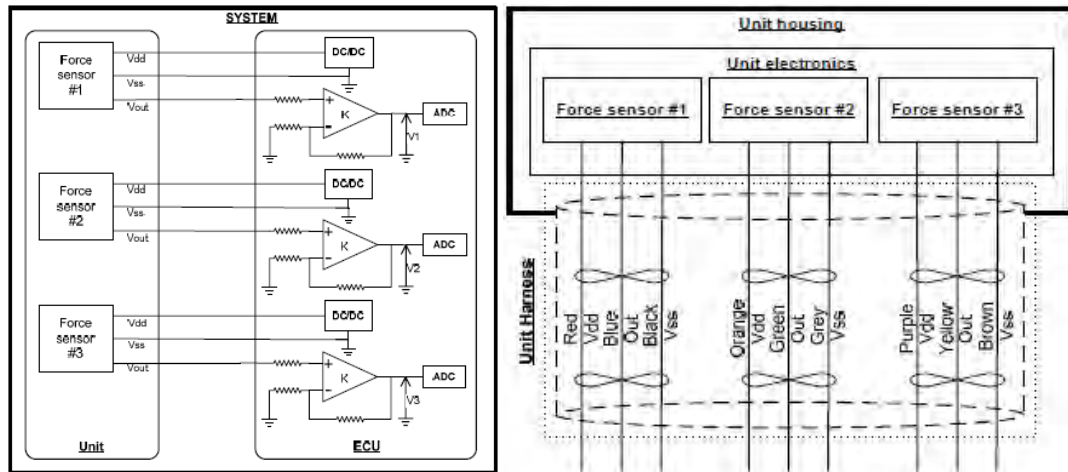 SYSTEM
Force
sensor
#1
Vdd
Vss
Vout
DC/DC
+
-
K
V1
ADC
Force
sensor
#2
Vdd
Vss
Vout
DC/DC
+
-
K
V2
ADC
Force
sensor
#3
Vdd
Vss
Vout
DC/DC
+
-
K
V3
ADC
Unit
ECU
Unit housing
Unit electronics
Force sensor #1
Force sensor #2
Force sensor #3
Unit Harness
Red
Vdd
Blue
Out
Black
Vss
Orange
Vdd
Green
Out
Grey
Vss
Purple
Vdd
Yellow
Out
Brown
Vss